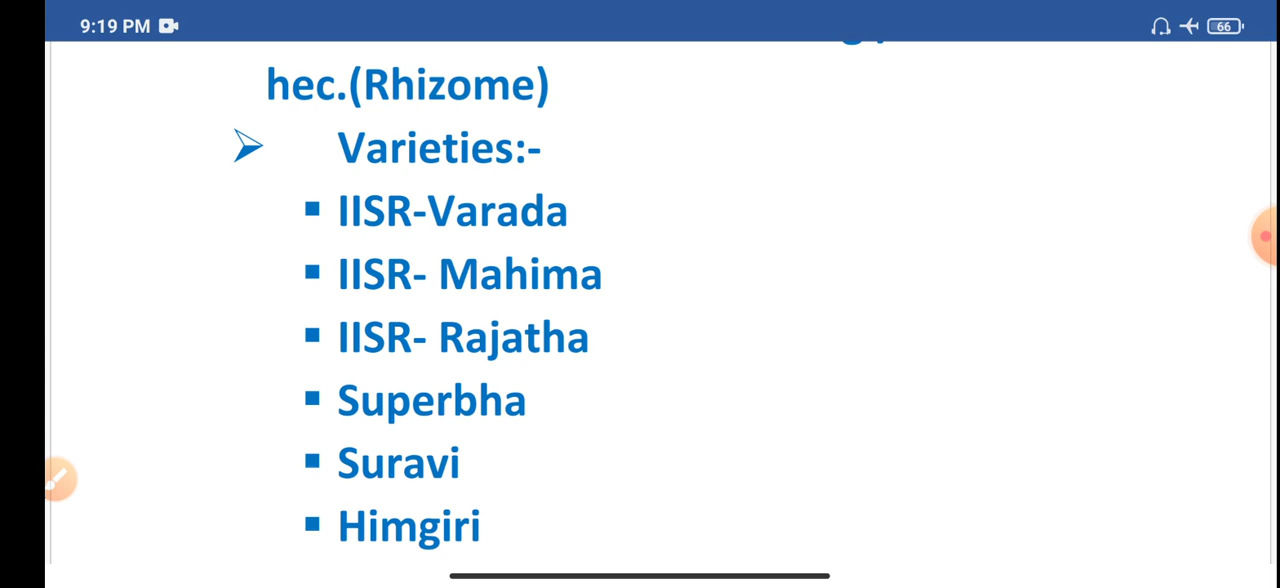 9:19 PM
66
hec.(Rhizome)
Varieties:-
IISR-Varada
IISR- Mahima
IISR- Rajatha
Superbha
Suravi
Himgiri